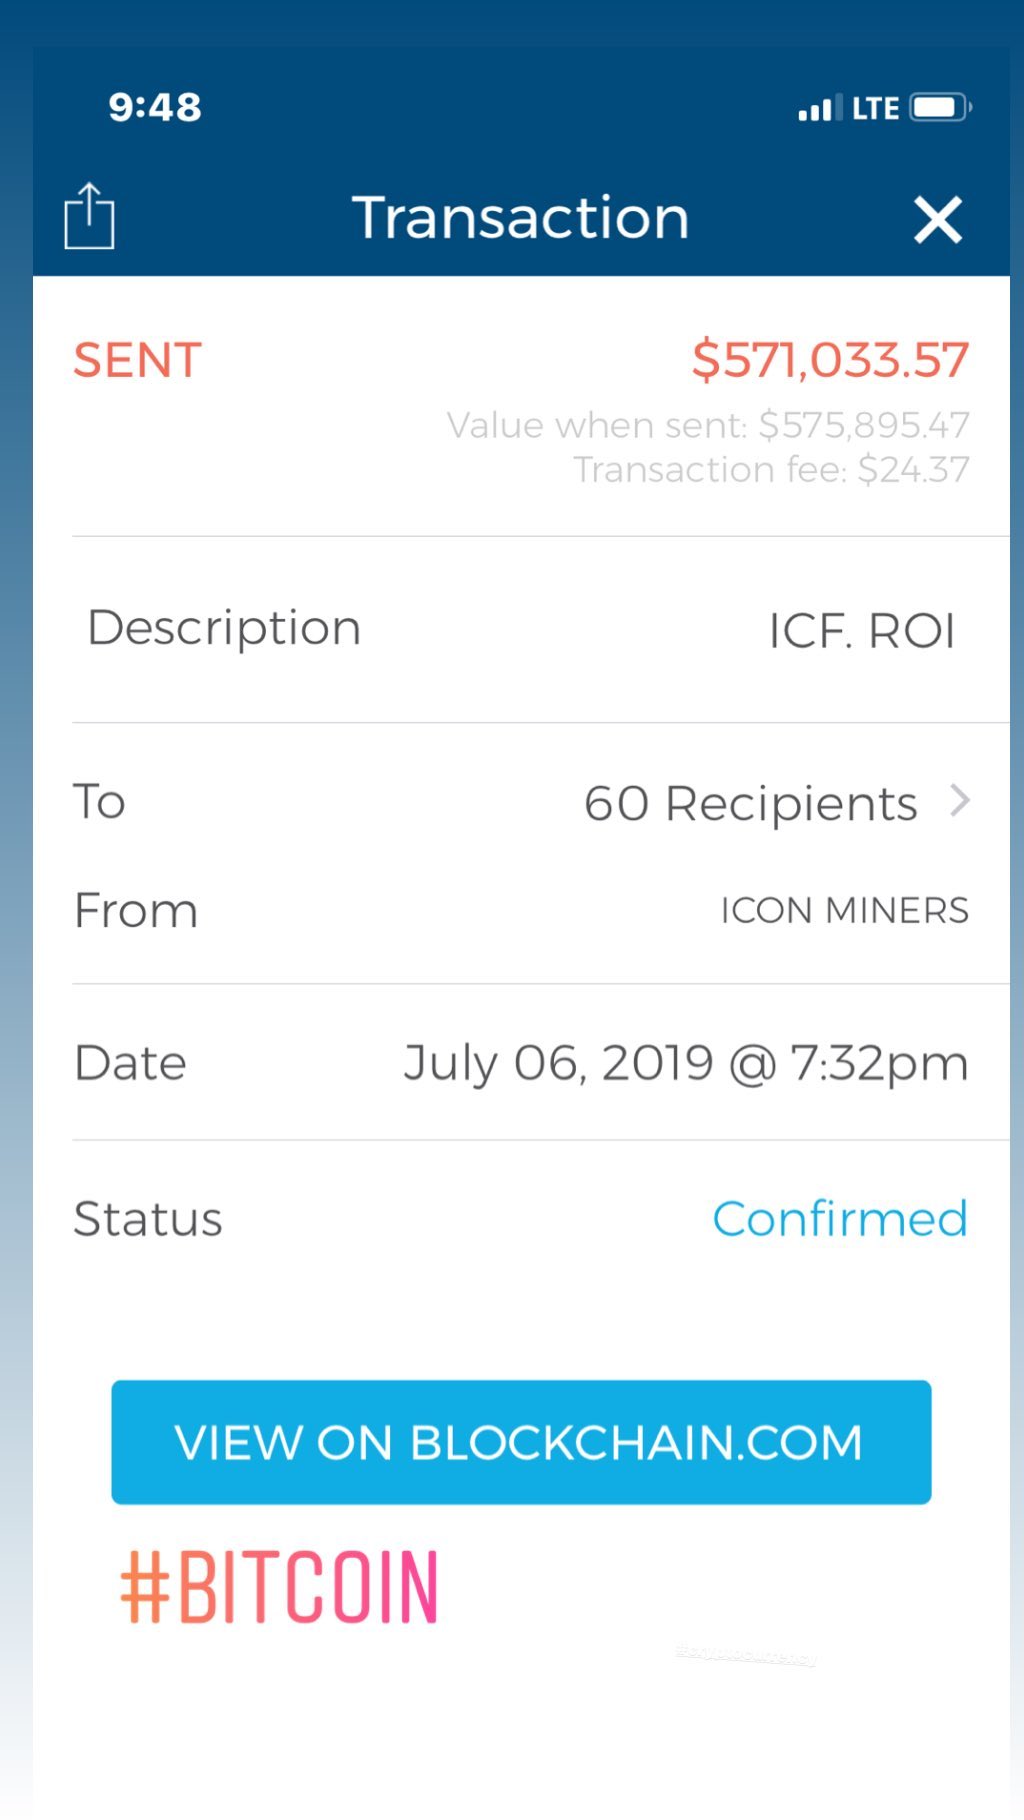 9:48 LTE
Transaction
SENT $571,033.57
Value when sent: $575,895.47
Transaction fee: $24.37
Description ICF. ROI
To 60 Recipients
From ICON MINERS
Date July 06, 2019 @ 7:32pm
Status Confirmed
VIEW ON BLOCKCHAIN.COM
#BITCOIN
#cryptocurrency